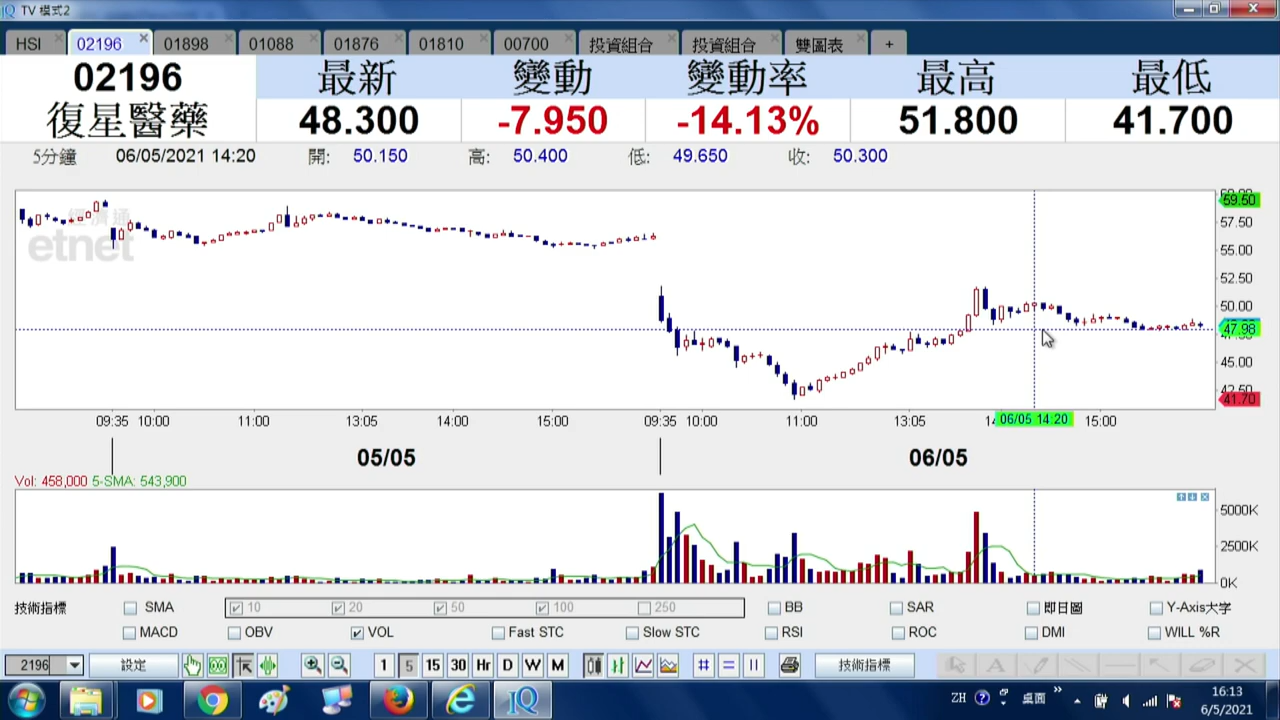 TV 模式2
HSI 02196 01898 01088 01876 01810 00700 投資組合 投資組合 雙圖表 +
02196 最新 變動 變動率 最高 最低
復星醫藥 48.300 -7.950 -14.13% 51.800 41.700
5分鐘 06/05/2021 14:20 開: 50.150 高: 50.400 低: 49.650 收: 50.300
經濟通
etnet
59.50
57.50
55.00
52.50
50.00
47.98
45.00
42.50
41.70
09:35 10:00 11:00 13:05 14:00 15:00 09:35 10:00 11:00 13:05 06/05 14:20 15:00
05/05 06/05
Vol: 458,000 5-SMA: 543,900
5000K
2500K
0K
技術指標 SMA 10 20 50 100 250 BB SAR 即日圖 Y-Axis大字
MACD OBV VOL Fast STC Slow STC RSI ROC DMI WILL %R
2196 設定 1 5 15 30 Hr D W M 技術指標
IQ ZH 桌面 16:13
6/5/2021